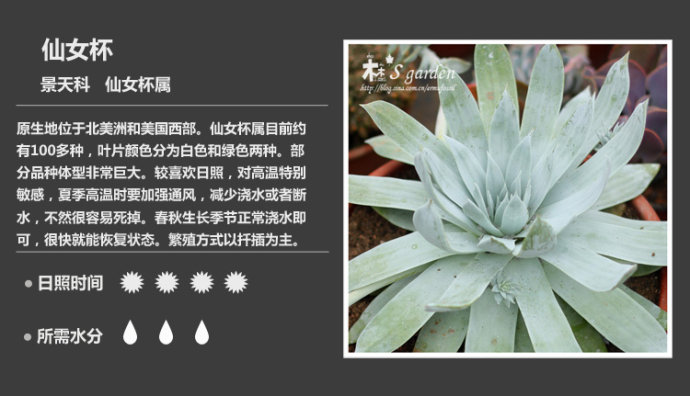 仙女杯
景天科 仙女杯属
原生地位于北美洲和美国西部。仙女杯属目前约
有100多种，叶片颜色分为白色和绿色两种。部
分品种体型非常巨大。较喜欢日照，对高温特别
敏感，夏季高温时要加强通风，减少浇水或者断
水，不然很容易死掉。春秋生长季节正常浇水即
可，很快就能恢复状态。繁殖方式以扦插为主。
日照时间
所需水分
'S garden